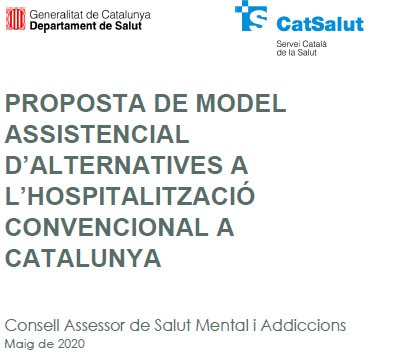 Generalitat de Catalunya
Departament de Salut
CatSalut
Servei Català
de la Salut
PROPOSTA DE MODEL
ASSISTENCIAL
D’ALTERNATIVES A
L’HOSPITALITZACIÓ
CONVENCIONAL A
CATALUNYA
Consell Assessor de Salut Mental i Addiccions
Maig de 2020